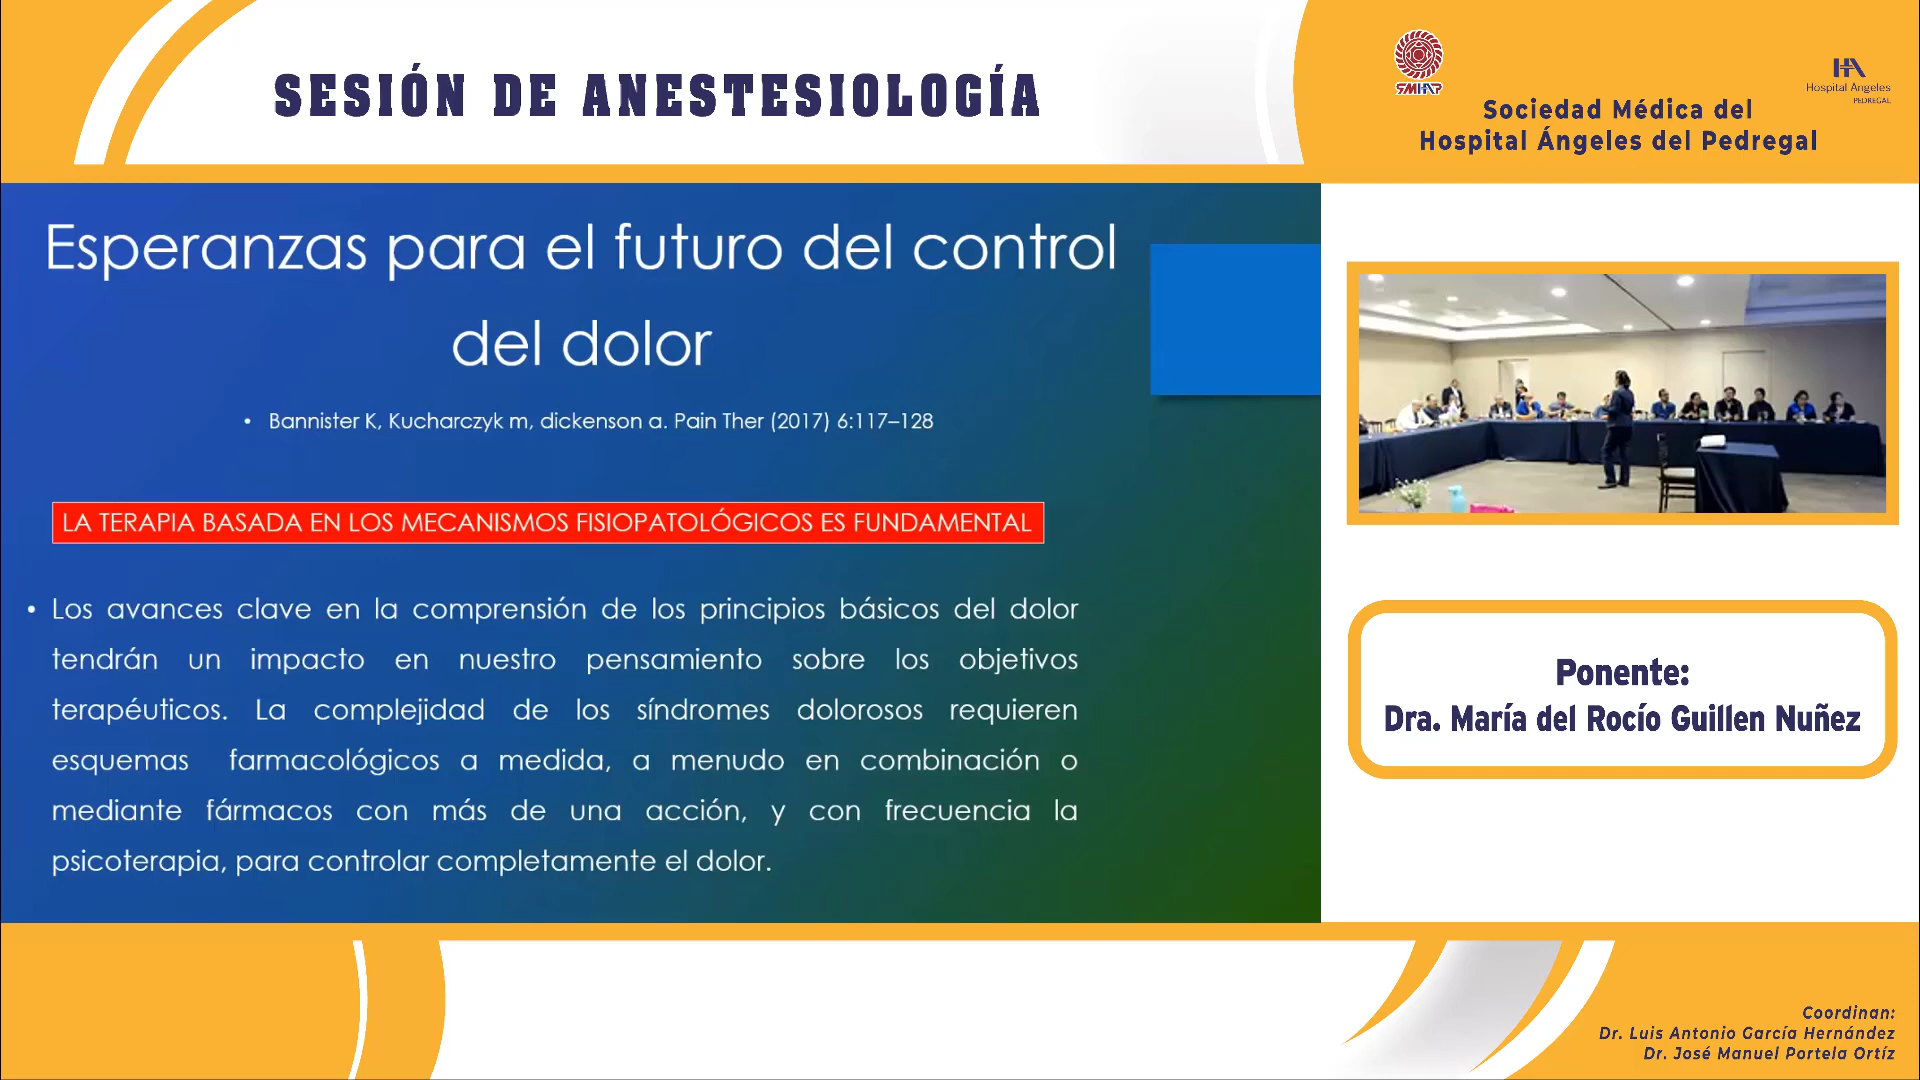 SESIÓN DE ANESTESIOLOGÍA
SMHAP
HA
Hospital Angeles
PEDREGAL
Sociedad Médica del
Hospital Ángeles del Pedregal
Esperanzas para el futuro del control
del dolor
• Bannister K, Kucharczyk m, dickenson a. Pain Ther (2017) 6:117–128
LA TERAPIA BASADA EN LOS MECANISMOS FISIOPATOLÓGICOS ES FUNDAMENTAL
• Los avances clave en la comprensión de los principios básicos del dolor
tendrán un impacto en nuestro pensamiento sobre los objetivos
terapéuticos. La complejidad de los síndromes dolorosos requieren
esquemas farmacológicos a medida, a menudo en combinación o
mediante fármacos con más de una acción, y con frecuencia la
psicoterapia, para controlar completamente el dolor.
Ponente:
Dra. María del Rocío Guillen Nuñez
Coordinan:
Dr. Luis Antonio García Hernández
Dr. José Manuel Portela Ortíz